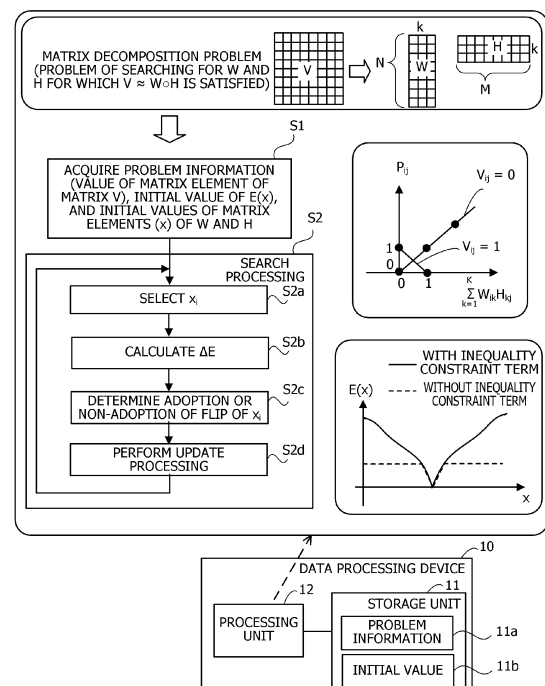 MATRIX DECOMPOSITION PROBLEM
(PROBLEM OF SEARCHING FOR W AND
H FOR WHICH V ≈ W∘H IS SATISFIED)
V
k
N
W
H
k
M
S1
ACQUIRE PROBLEM INFORMATION
(VALUE OF MATRIX ELEMENT OF
MATRIX V), INITIAL VALUE OF E(x),
AND INITIAL VALUES OF MATRIX
ELEMENTS (x) OF W AND H
S2
SEARCH
PROCESSING
SELECT xi
S2a
CALCULATE ΔE
S2b
DETERMINE ADOPTION OR
NON-ADOPTION OF FLIP OF xi
S2c
PERFORM UPDATE
PROCESSING
S2d
Pij
Vij = 0
1
Vij = 1
0
0
1
K
Σ WikHkj
k=1
WITH INEQUALITY
CONSTRAINT TERM
WITHOUT INEQUALITY
CONSTRAINT TERM
E(x)
x
10
DATA PROCESSING DEVICE
12
11
PROCESSING
UNIT
STORAGE UNIT
PROBLEM
INFORMATION
11a
INITIAL VALUE
11b